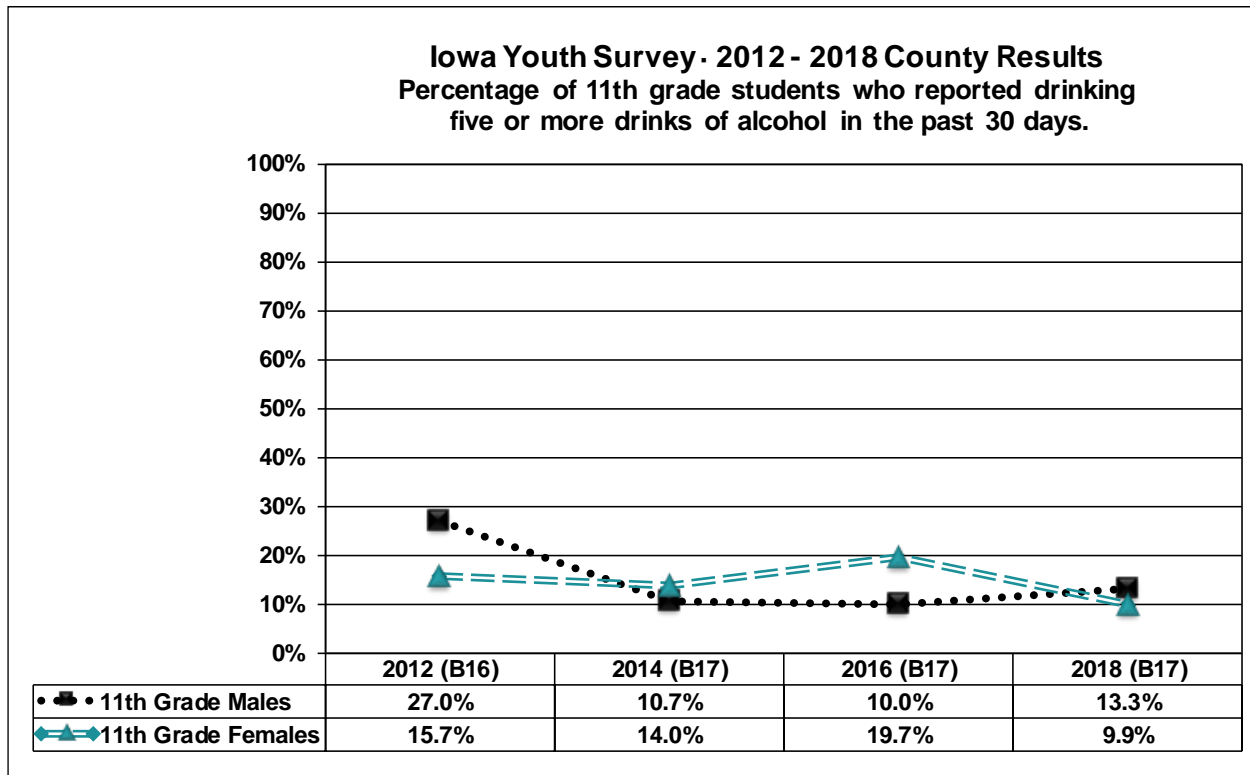 Iowa Youth Survey · 2012 - 2018 County Results
Percentage of 11th grade students who reported drinking
five or more drinks of alcohol in the past 30 days.
100%
90%
80%
70%
60%
50%
40%
30%
20%
10%
0%
2012 (B16) 2014 (B17) 2016 (B17) 2018 (B17)
11th Grade Males 27.0% 10.7% 10.0% 13.3%
11th Grade Females 15.7% 14.0% 19.7% 9.9%